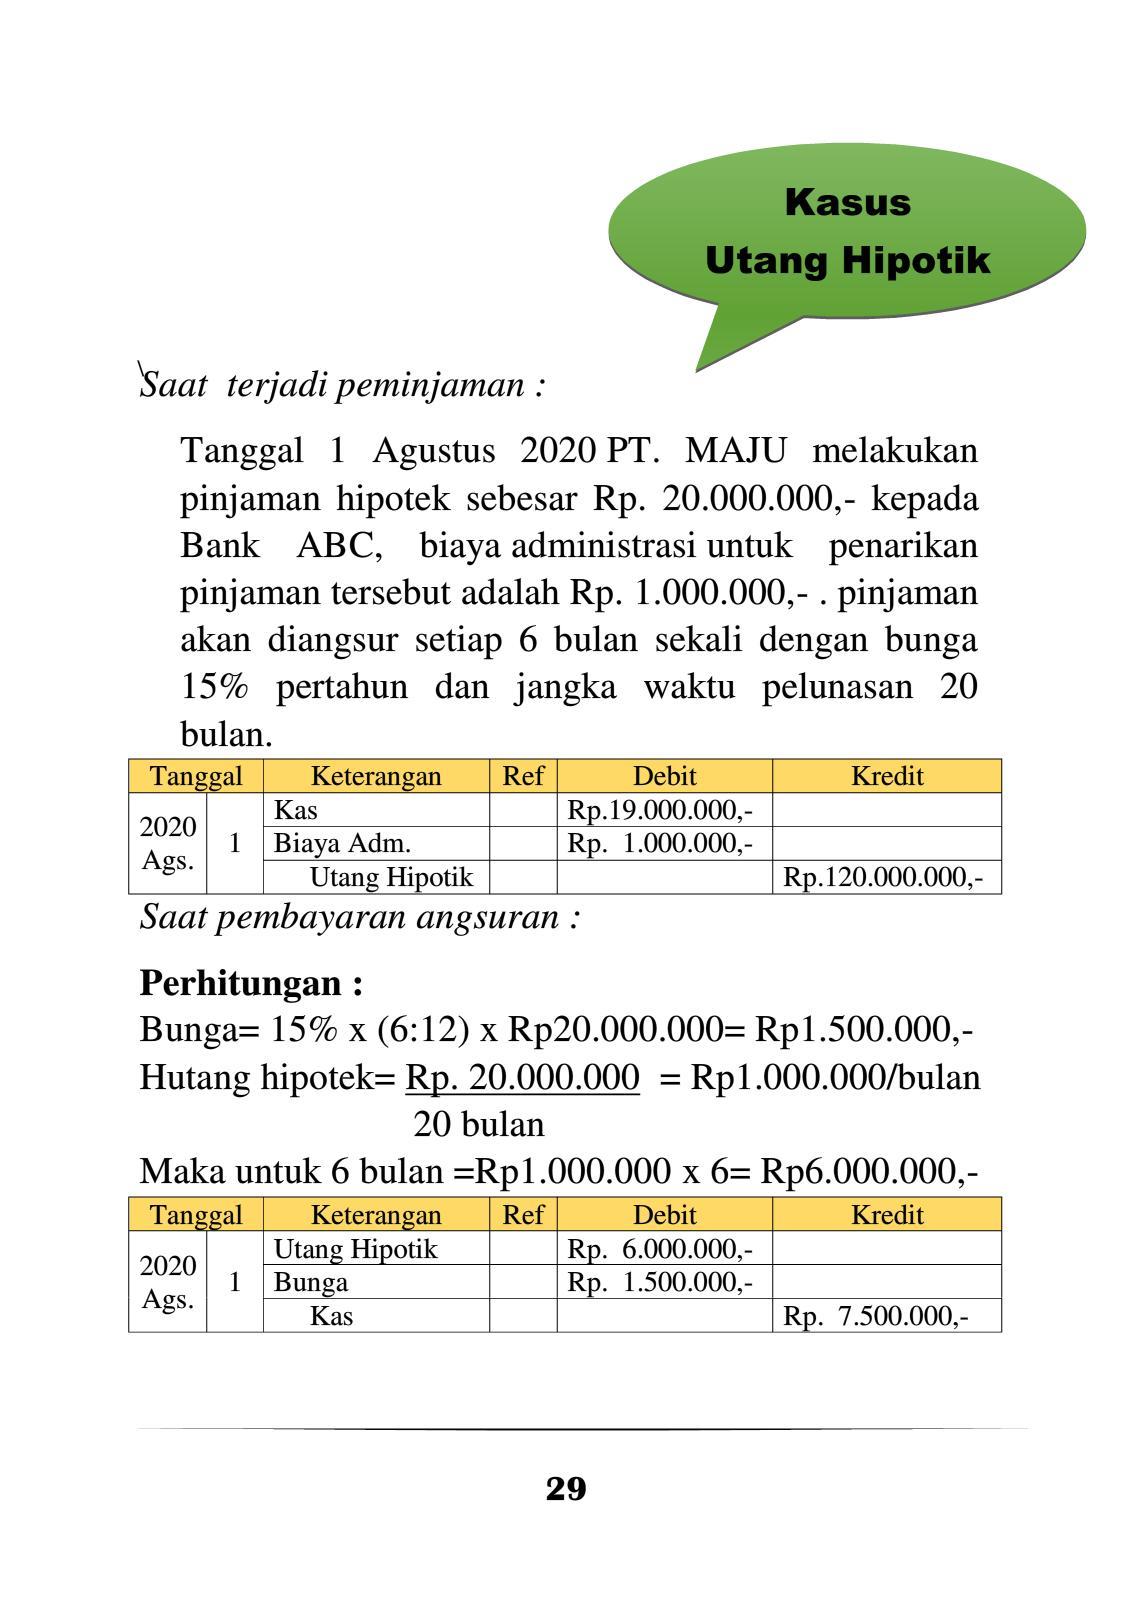 Kasus
Utang Hipotik
\
Saat terjadi peminjaman :
Tanggal 1 Agustus 2020 PT. MAJU melakukan
pinjaman hipotek sebesar Rp. 20.000.000,- kepada
Bank ABC, biaya administrasi untuk penarikan
pinjaman tersebut adalah Rp. 1.000.000,- . pinjaman
akan diangsur setiap 6 bulan sekali dengan bunga
15% pertahun dan jangka waktu pelunasan 20
bulan.
Tanggal Keterangan Ref Debit Kredit
2020 Ags. 1 Kas Rp.19.000.000,-
Biaya Adm. Rp. 1.000.000,-
Utang Hipotik Rp.120.000.000,-
Saat pembayaran angsuran :
Perhitungan :
Bunga= 15% x (6:12) x Rp20.000.000= Rp1.500.000,-
Hutang hipotek= Rp. 20.000.000 = Rp1.000.000/bulan
20 bulan
Maka untuk 6 bulan =Rp1.000.000 x 6= Rp6.000.000,-
Tanggal Keterangan Ref Debit Kredit
2020 Ags. 1 Utang Hipotik Rp. 6.000.000,-
Bunga Rp. 1.500.000,-
Kas Rp. 7.500.000,-
29